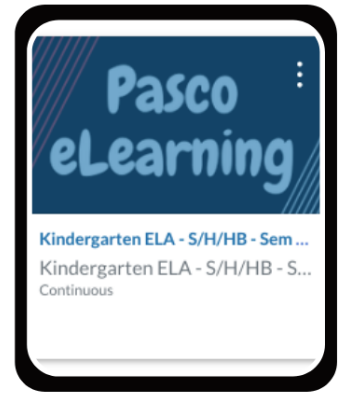 Pasco
eLearning
Kindergarten ELA - S/H/HB - Sem ...
Kindergarten ELA - S/H/HB - S...
Continuous